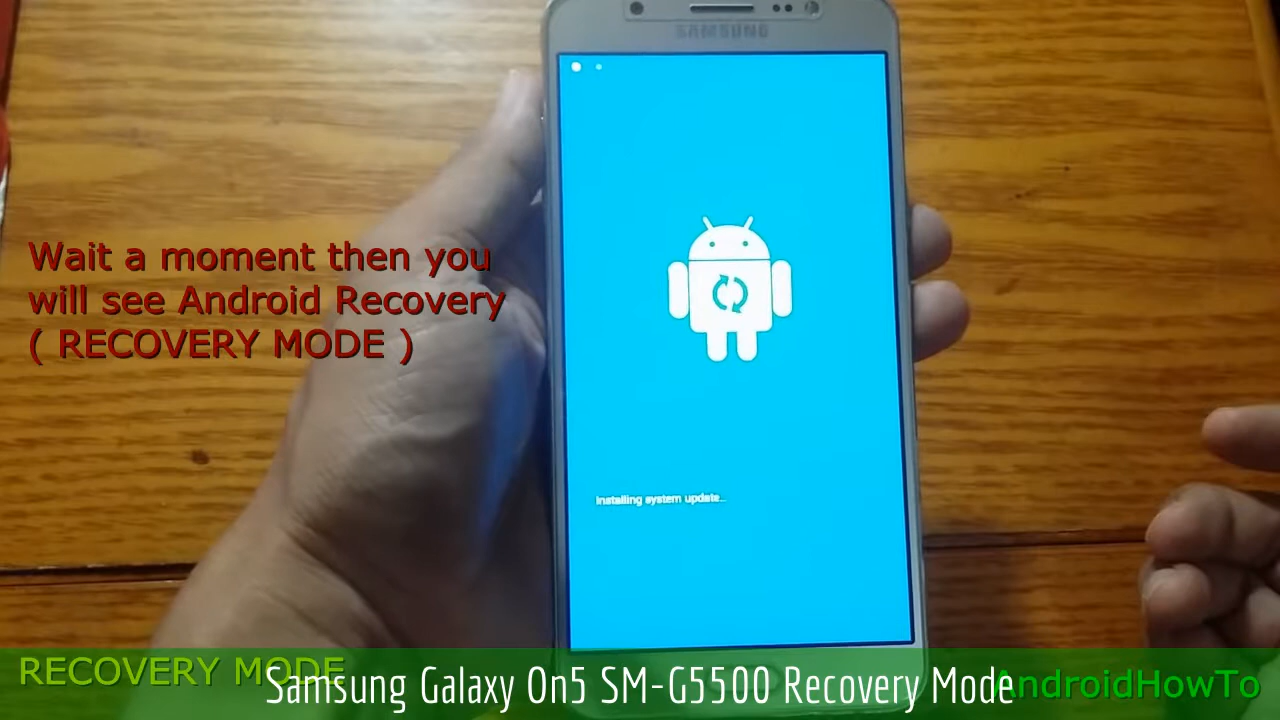 SAMSUNG
Wait a moment then you
will see Android Recovery
( RECOVERY MODE )
Installing system update...
RECOVERY MODE
Samsung Galaxy On5 SM-G5500 Recovery Mode
AndroidHowTo